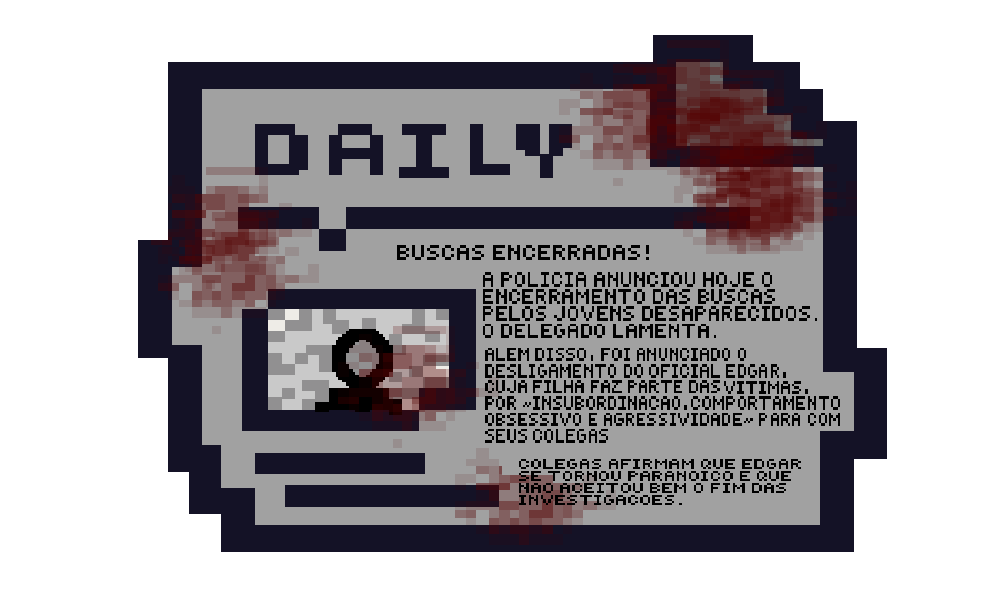 DAILY
BUSCAS ENCERRADAS!
A POLICIA ANUNCIOU HOJE O
ENCERRAMENTO DAS BUSCAS
PELOS JOVENS DESAPARECIDOS.
O DELEGADO LAMENTA.
ALEM DISSO, FOI ANUNCIADO O
DESLIGAMENTO DO OFICIAL EDGAR,
CUJA FILHA FAZ PARTE DAS VITIMAS,
POR «INSUBORDINACAO, COMPORTAMENTO
OBSESSIVO E AGRESSIVIDADE» PARA COM
SEUS COLEGAS
COLEGAS AFIRMAM QUE EDGAR
SE TORNOU PARANOICO E QUE
NAO ACEITOU BEM O FIM DAS
INVESTIGACOES.